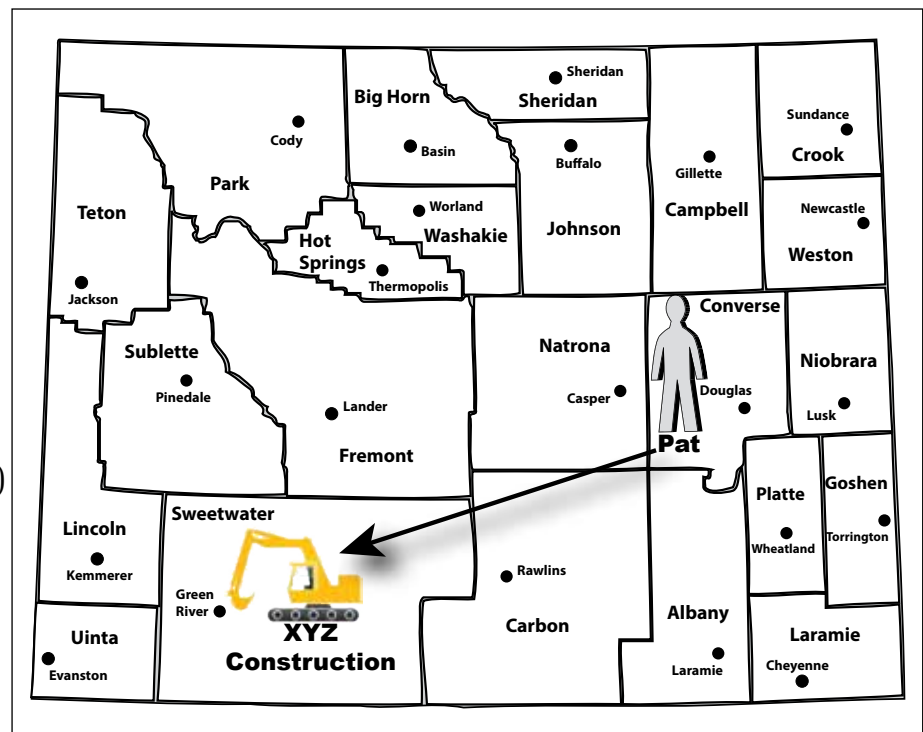 Sheridan
Big Horn
Sheridan
Sundance
Cody
Basin
Buffalo
Gillette
Crook
Park
Teton
Worland
Washakie
Johnson
Campbell
Newcastle
Weston
Hot
Springs
Jackson
Thermopolis
Converse
Sublette
Natrona
Niobrara
Pinedale
Casper
Douglas
Lander
Lusk
Fremont
Pat
Platte
Goshen
Sweetwater
Lincoln
Wheatland
Torrington
Kemmerer
Rawlins
Green
River
Carbon
Albany
Uinta
XYZ
Construction
Laramie
Evanston
Laramie
Cheyenne
)